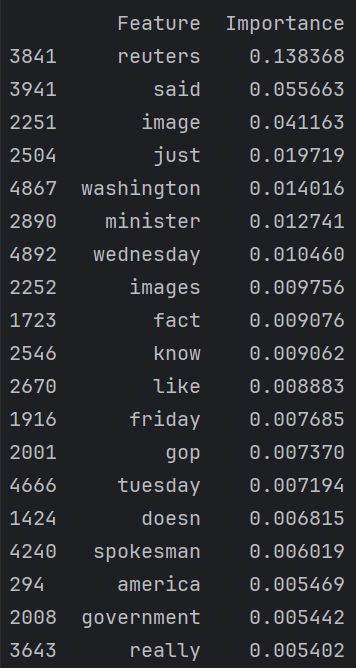 Feature Importance
3841 reuters 0.138368
3941 said 0.055663
2251 image 0.041163
2504 just 0.019719
4867 washington 0.014016
2890 minister 0.012741
4892 wednesday 0.010460
2252 images 0.009756
1723 fact 0.009076
2546 know 0.009062
2670 like 0.008883
1916 friday 0.007685
2001 gop 0.007370
4666 tuesday 0.007194
1424 doesn 0.006815
4240 spokesman 0.006019
294 america 0.005469
2008 government 0.005442
3643 really 0.005402